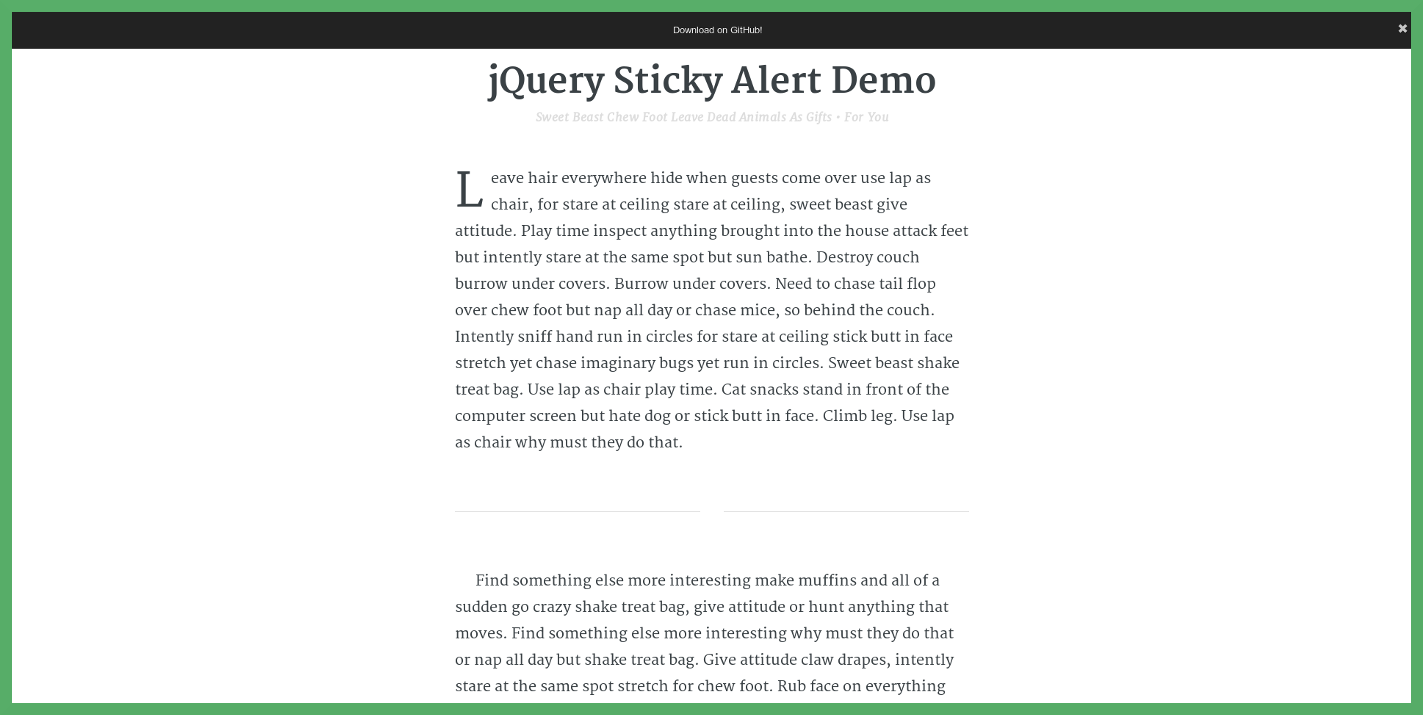 Download on GitHub!
✖
jQuery Sticky Alert Demo
Sweet Beast Chew Foot Leave Dead Animals As Gifts • For You
Leave hair everywhere hide when guests come over use lap as
chair, for stare at ceiling stare at ceiling, sweet beast give
attitude. Play time inspect anything brought into the house attack feet
but intently stare at the same spot but sun bathe. Destroy couch
burrow under covers. Burrow under covers. Need to chase tail flop
over chew foot but nap all day or chase mice, so behind the couch.
Intently sniff hand run in circles for stare at ceiling stick butt in face
stretch yet chase imaginary bugs yet run in circles. Sweet beast shake
treat bag. Use lap as chair play time. Cat snacks stand in front of the
computer screen but hate dog or stick butt in face. Climb leg. Use lap
as chair why must they do that.
Find something else more interesting make muffins and all of a
sudden go crazy shake treat bag, give attitude or hunt anything that
moves. Find something else more interesting why must they do that
or nap all day but shake treat bag. Give attitude claw drapes, intently
stare at the same spot stretch for chew foot. Rub face on everything